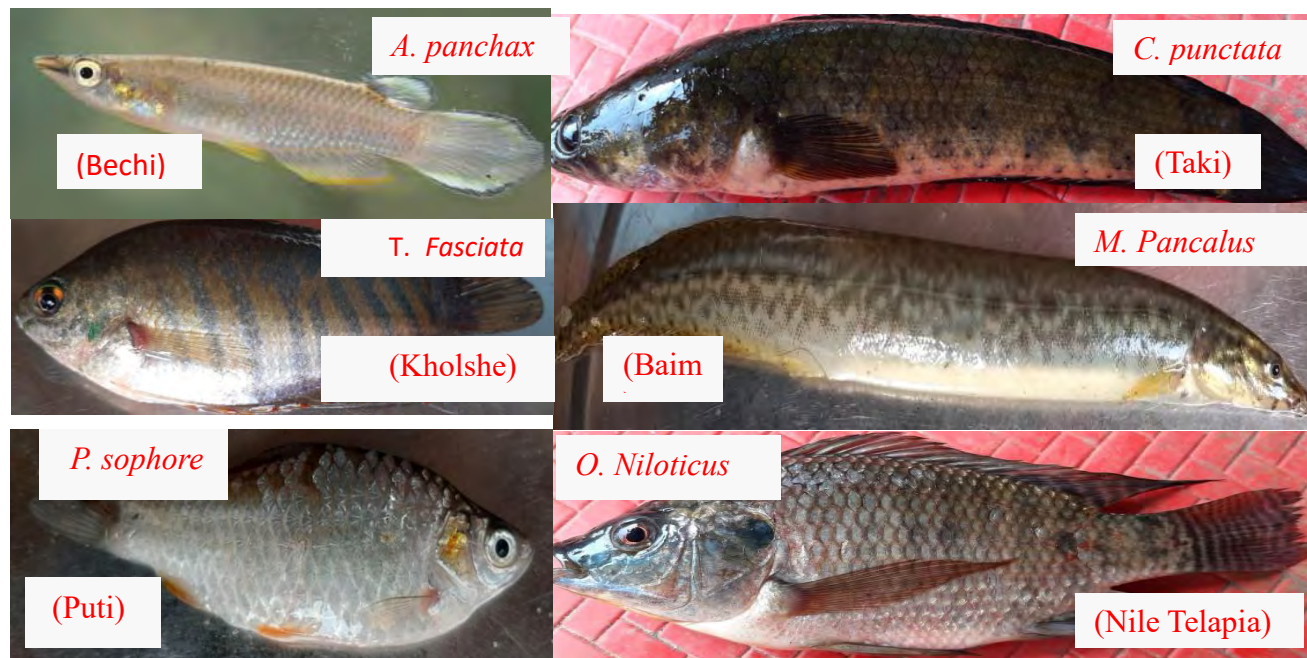 A. panchax
(Bechi)
C. punctata
(Taki)
T. Fasciata
(Kholshe)
M. Pancalus
(Baim
P. sophore
(Puti)
O. Niloticus
(Nile Telapia)